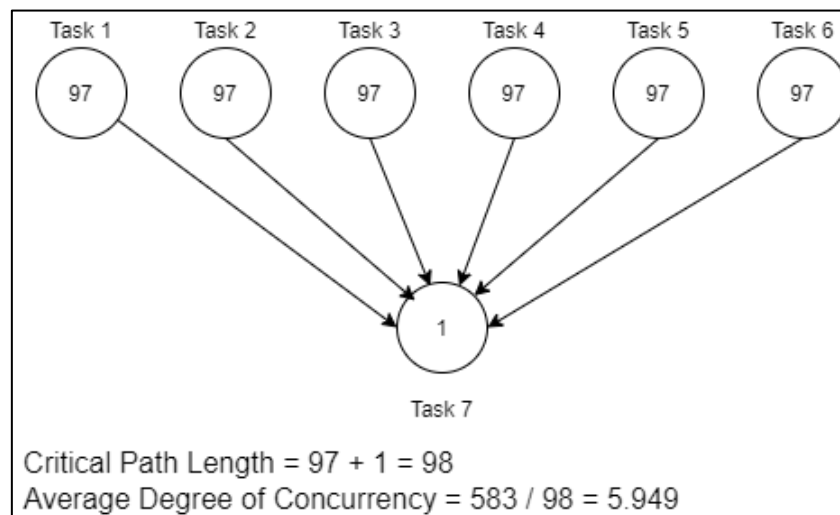 Task 1 Task 2 Task 3 Task 4 Task 5 Task 6
97 97 97 97 97 97
1
Task 7
Critical Path Length = 97 + 1 = 98
Average Degree of Concurrency = 583 / 98 = 5.949